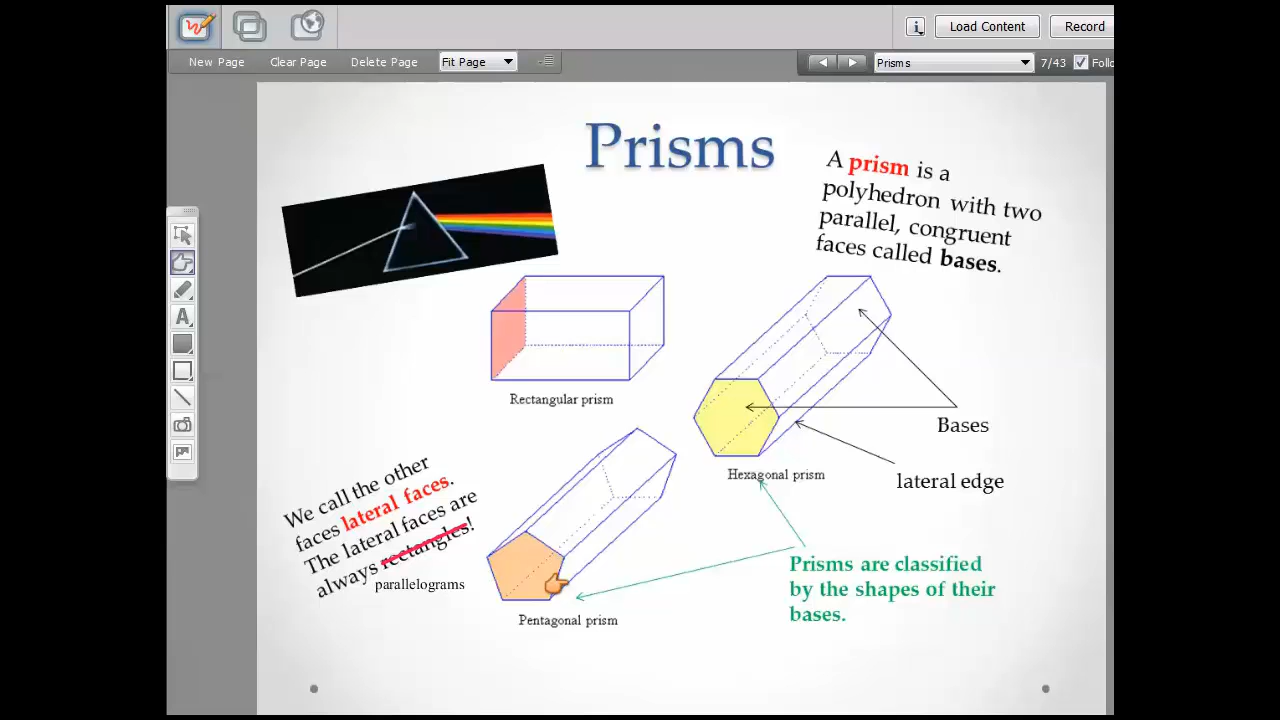 Load Content
Record
New Page
Clear Page
Delete Page
Fit Page
Prisms
7/43
Follo
Prisms
A prism is a
polyhedron with two
parallel, congruent
faces called bases.
Rectangular prism
Bases
Hexagonal prism
lateral edge
We call the other
faces lateral faces.
The lateral faces are
always rectangles!
parallelograms
Prisms are classified
by the shapes of their
bases.
Pentagonal prism